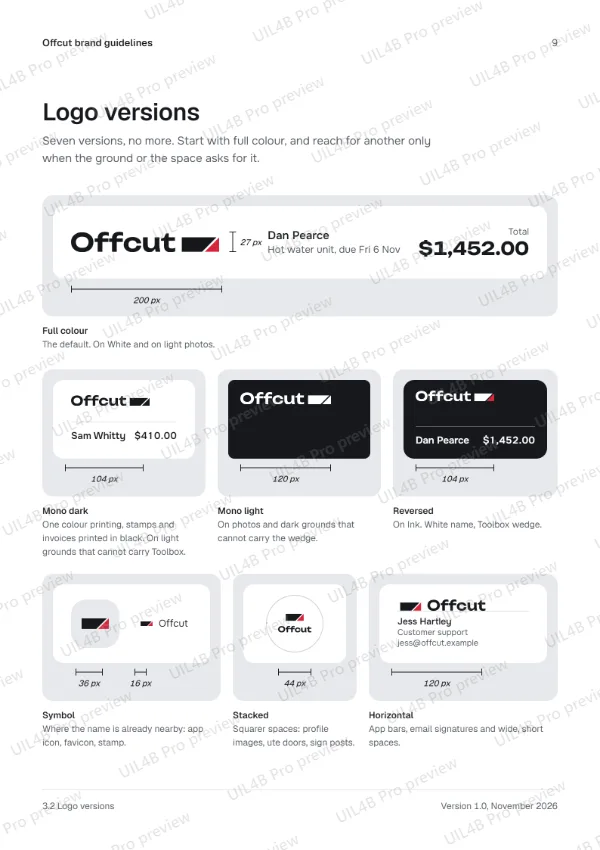 Offcut brand guidelines
9
Logo versions
Seven versions, no more. Start with full colour, and reach for another only
when the ground or the space asks for it.
Offcut
27 px
Dan Pearce
Hot water unit, due Fri 6 Nov
Total
$1,452.00
200 px
Full colour
The default. On White and on light photos.
Offcut
Sam Whitty $410.00
104 px
Offcut
120 px
Offcut
Dan Pearce $1,452.00
104 px
Mono dark
One colour printing, stamps and
invoices printed in black. On light
grounds that cannot carry Toolbox.
Mono light
On photos and dark grounds that
cannot carry the wedge.
Reversed
On Ink. White name, Toolbox wedge.
Offcut
36 px
16 px
Offcut
44 px
Offcut
Jess Hartley
Customer support
jess@offcut.example
120 px
Symbol
Where the name is already nearby: app
icon, favicon, stamp.
Stacked
Squarer spaces: profile
images, ute doors, sign posts.
Horizontal
App bars, email signatures and wide, short
spaces.
3.2 Logo versions
Version 1.0, November 2026
UIL4B Pro preview